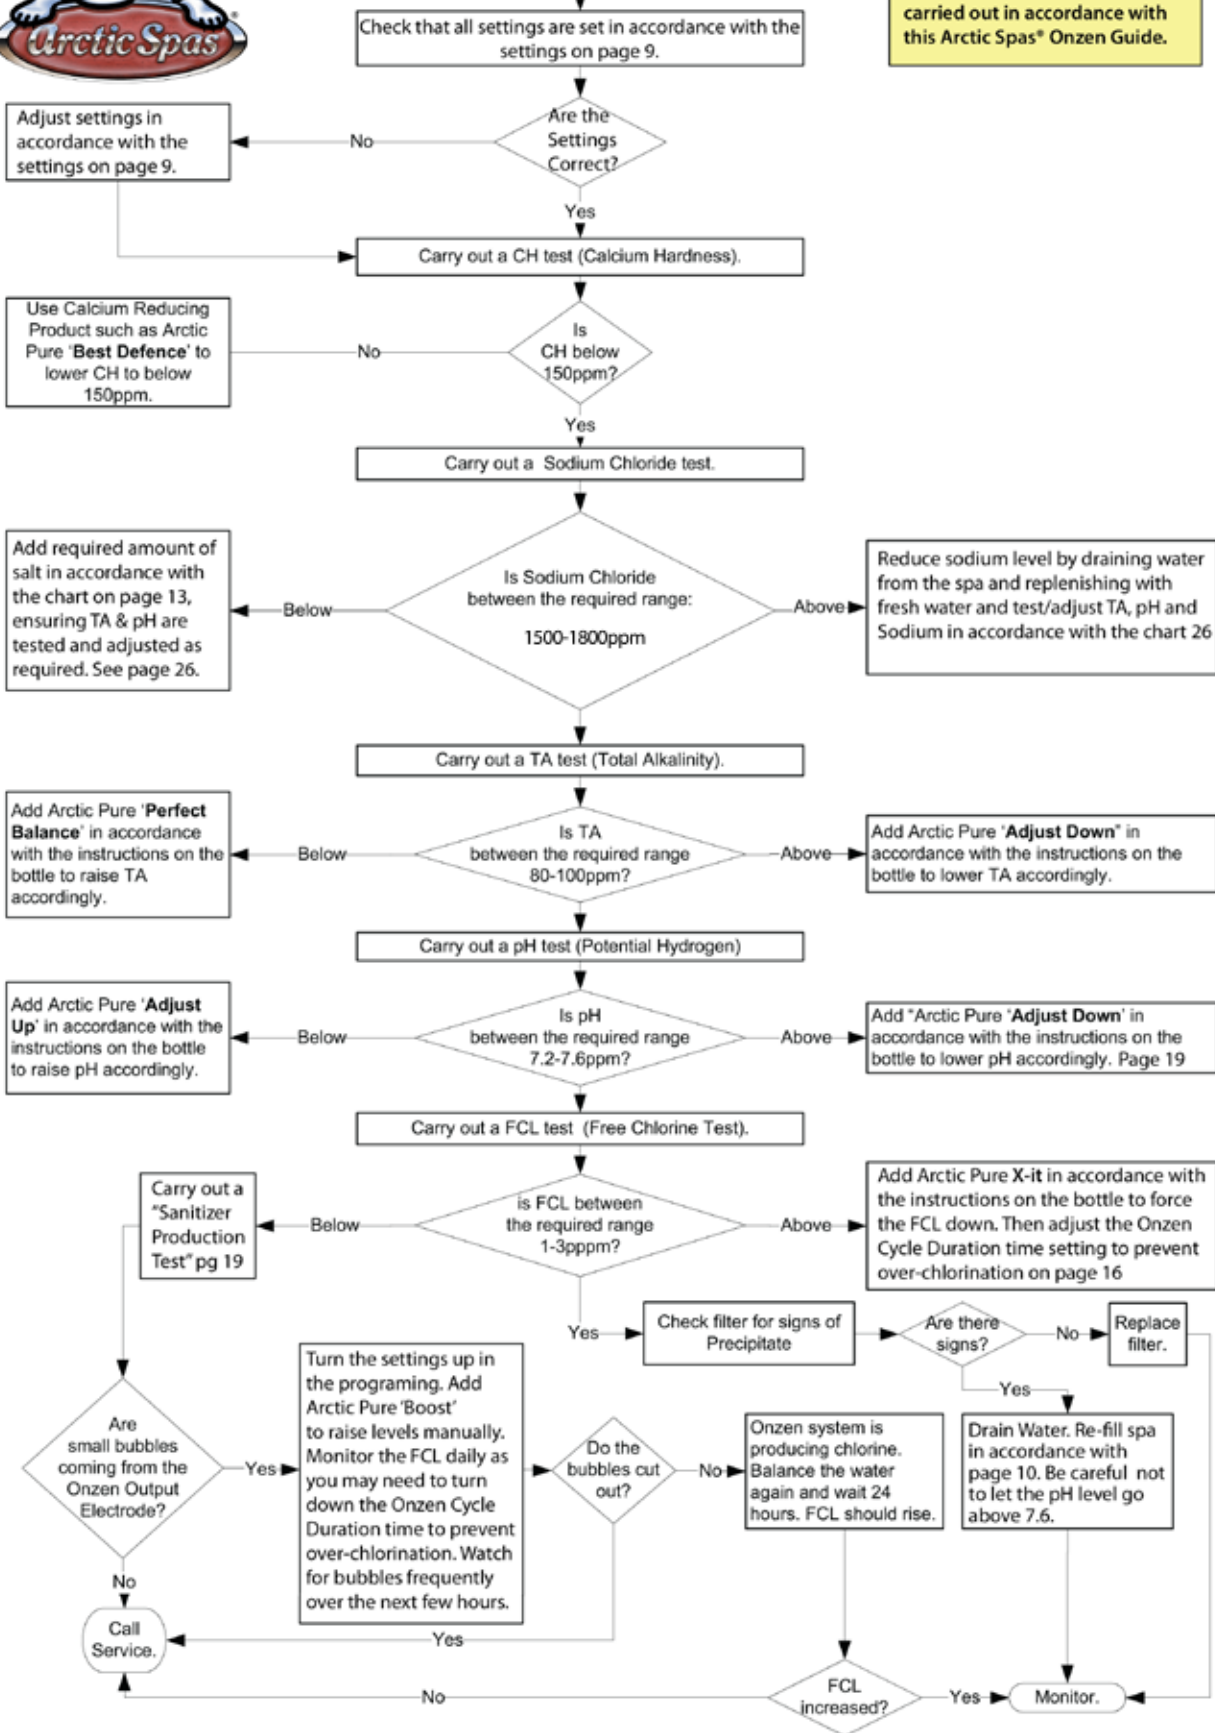 Arctic Spas®
carried out in accordance with
this Arctic Spas® Onzen Guide.
Check that all settings are set in accordance with the
settings on page 9.
Are the
Settings
Correct?
No
Adjust settings in
accordance with the
settings on page 9.
Yes
Carry out a CH test (Calcium Hardness).
Is
CH below
150ppm?
No
Use Calcium Reducing
Product such as Arctic
Pure 'Best Defence' to
lower CH to below
150ppm.
Yes
Carry out a Sodium Chloride test.
Is Sodium Chloride
between the required range:
1500-1800ppm
Below
Add required amount of
salt in accordance with
the chart on page 13,
ensuring TA & pH are
tested and adjusted as
required. See page 26.
Above
Reduce sodium level by draining water
from the spa and replenishing with
fresh water and test/adjust TA, pH and
Sodium in accordance with the chart 26
Carry out a TA test (Total Alkalinity).
Is TA
between the required range
80-100ppm?
Below
Add Arctic Pure 'Perfect
Balance' in accordance
with the instructions on the
bottle to raise TA
accordingly.
Above
Add Arctic Pure 'Adjust Down" in
accordance with the instructions on the
bottle to lower TA accordingly.
Carry out a pH test (Potential Hydrogen)
Is pH
between the required range
7.2-7.6ppm?
Below
Add Arctic Pure 'Adjust
Up' in accordance with the
instructions on the bottle
to raise pH accordingly.
Above
Add "Arctic Pure 'Adjust Down' in
accordance with the instructions on the
bottle to lower pH accordingly. Page 19
Carry out a FCL test (Free Chlorine Test).
is FCL between
the required range
1-3pppm?
Below
Carry out a
"Sanitizer
Production
Test" pg 19
Above
Add Arctic Pure X-it in accordance with
the instructions on the bottle to force
the FCL down. Then adjust the Onzen
Cycle Duration time setting to prevent
over-chlorination on page 16
Yes
Check filter for signs of
Precipitate
Are there
signs?
No
Replace
filter.
Yes
Drain Water. Re-fill spa
in accordance with
page 10. Be careful not
to let the pH level go
above 7.6.
Are
small bubbles
coming from the
Onzen Output
Electrode?
Yes
Turn the settings up in
the programing. Add
Arctic Pure 'Boost'
to raise levels manually.
Monitor the FCL daily as
you may need to turn
down the Onzen Cycle
Duration time to prevent
over-chlorination. Watch
for bubbles frequently
over the next few hours.
Do the
bubbles cut
out?
No
Onzen system is
producing chlorine.
Balance the water
again and wait 24
hours. FCL should rise.
No
Call
Service.
Yes
FCL
increased?
No
Yes
Monitor.